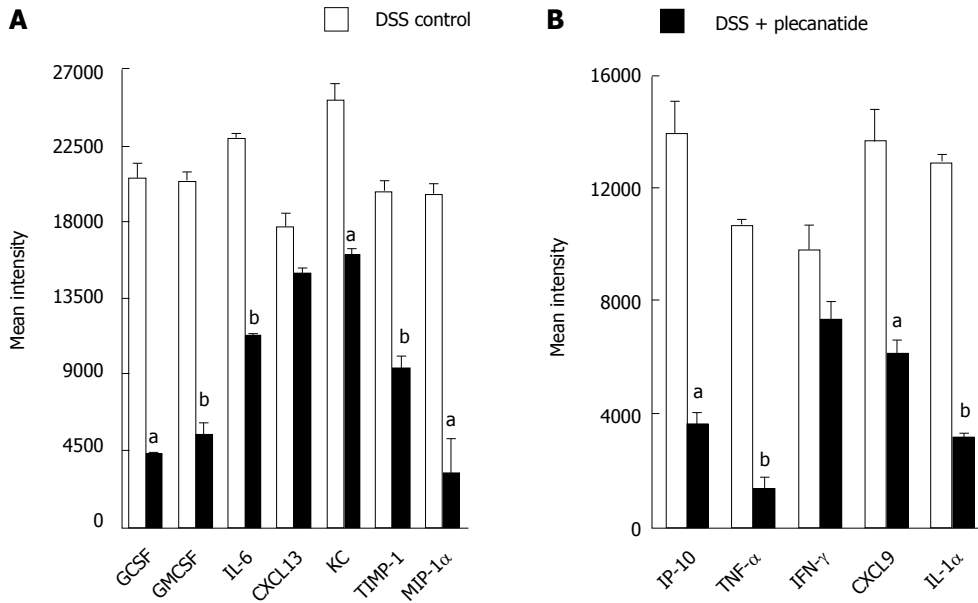 A
DSS control
B
DSS + plecanatide
27000
22500
18000
13500
9000
4500
0
Mean intensity
a
b
b
a
b
a
GCSF
GMCSF
IL-6
CXCL13
KC
TIMP-1
MIP-1α
16000
12000
8000
4000
0
Mean intensity
a
b
a
b
IP-10
TNF-α
IFN-γ
CXCL9
IL-1α